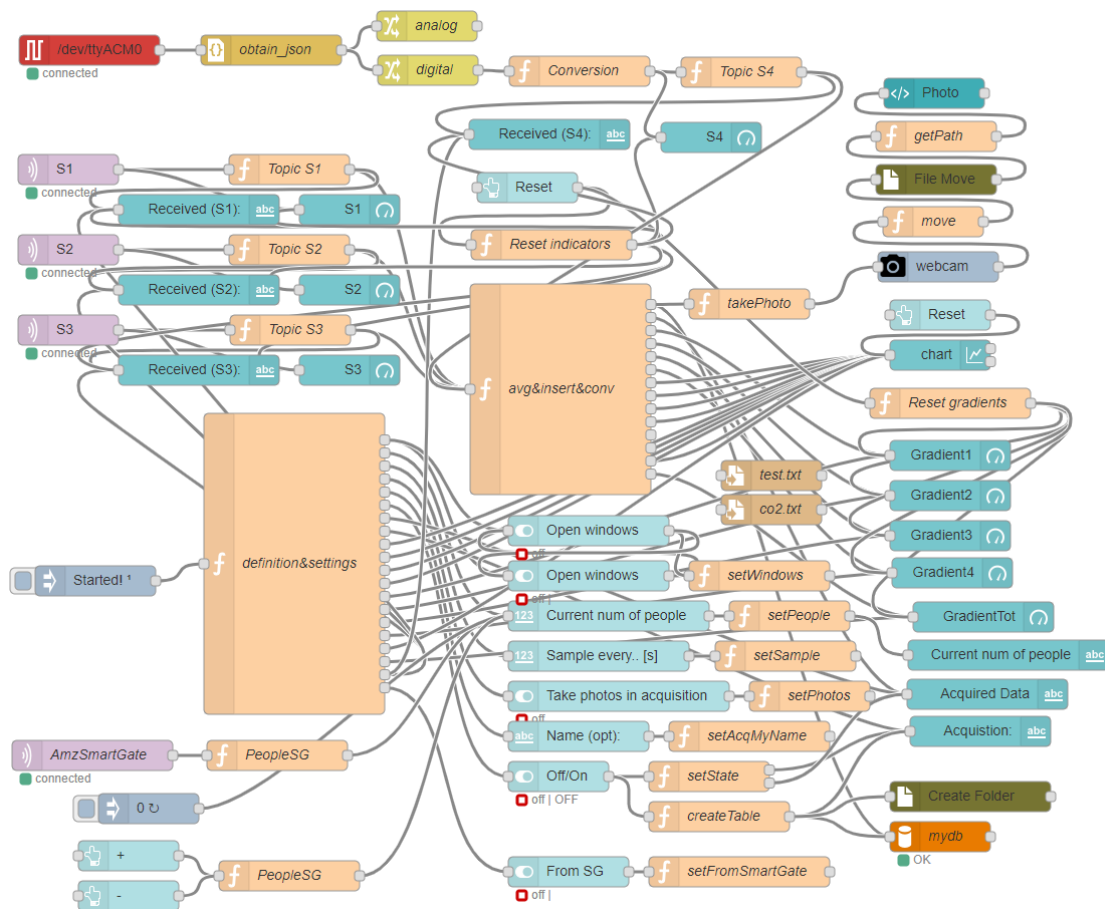 analog
/dev/ttyACM0
obtain_json
connected
digital
Conversion
Topic S4
Photo
Received (S4):
abc
S4
getPath
S1
Topic S1
File Move
connected
Reset
Received (S1):
abc
S1
move
S2
Topic S2
Reset indicators
connected
webcam
Received (S2):
abc
S2
takePhoto
S3
Topic S3
Reset
connected
Received (S3):
abc
S3
avg&insert&conv
chart
Reset gradients
Gradient1
test.txt
Gradient2
co2.txt
Open windows
off
Gradient3
definition&settings
Started! ¹
Open windows
setWindows
Gradient4
off |
123
Current num of people
setPeople
GradientTot
123
Sample every.. [s]
setSample
Current num of people
abc
Take photos in acquisition
setPhotos
Acquired Data
abc
off
abc
Name (opt):
setAcqMyName
Acquistion:
abc
AmzSmartGate
PeopleSG
connected
Off/On
setState
off | OFF
Create Folder
0 ↻
createTable
mydb
OK
+
PeopleSG
From SG
setFromSmartGate
-
off |